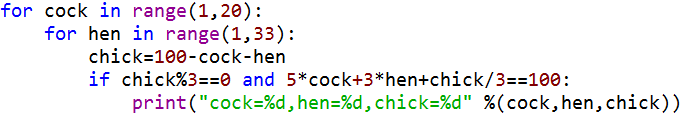 for cock in range(1,20):
    for hen in range(1,33):
        chick=100-cock-hen
        if chick%3==0 and 5*cock+3*hen+chick/3==100:
            print("cock=%d,hen=%d,chick=%d" %(cock,hen,chick))